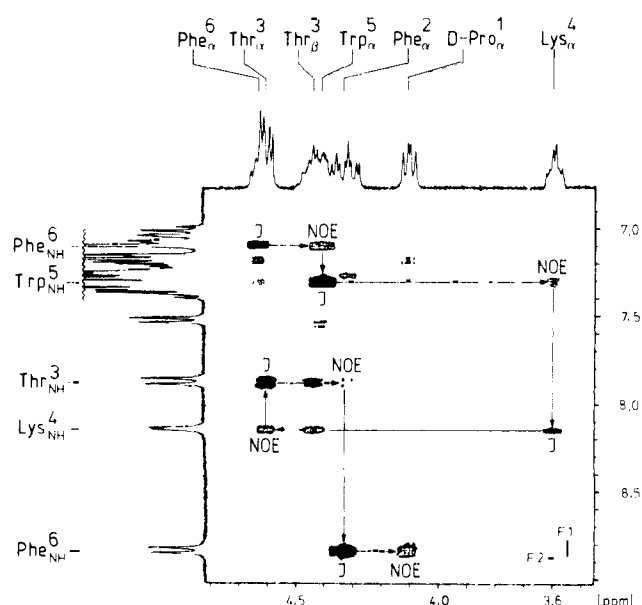 Phe⁶α Thr³α Thr³β Trp⁵α Phe²α D-Pro¹α Lys⁴α
Phe⁶NH
Trp⁵NH
Thr³NH
Lys⁴NH
Phe⁶NH
J NOE
J
NOE
J NOE
NOE
J
J NOE
F1
F2
7.0
7.5
8.0
8.5
4.5 4.0 3.6 [ppm]